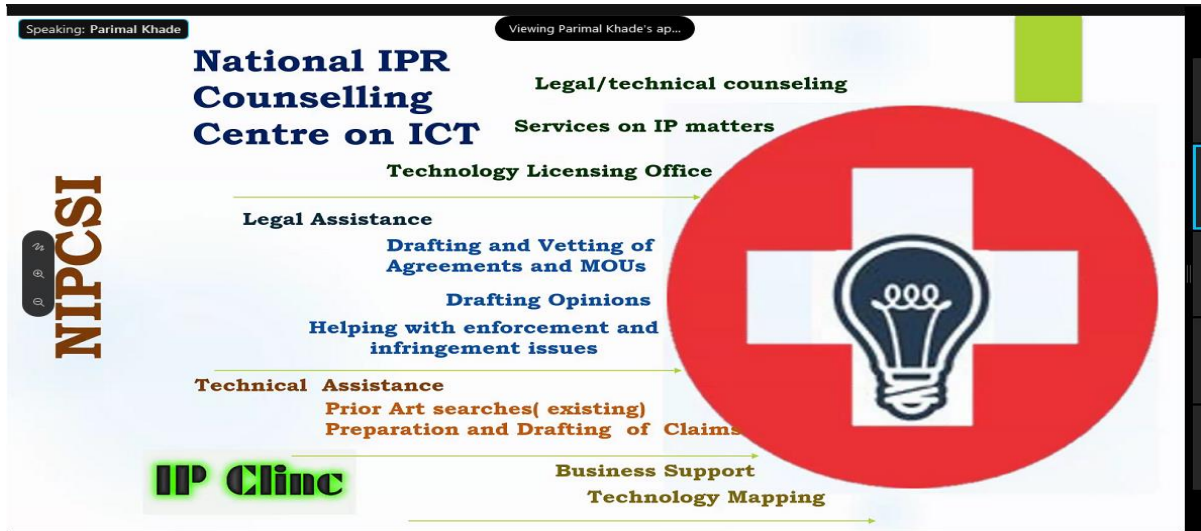 Speaking: Parimal Khade
Viewing Parimal Khade's ap...
National IPR
Counselling
Centre on ICT
Legal/technical counseling
Services on IP matters
Technology Licensing Office
NIPCSI
Legal Assistance
Drafting and Vetting of
Agreements and MOUs
Drafting Opinions
Helping with enforcement and
infringement issues
Technical Assistance
Prior Art searches( existing)
Preparation and Drafting of Claims
IP Clinc
Business Support
Technology Mapping